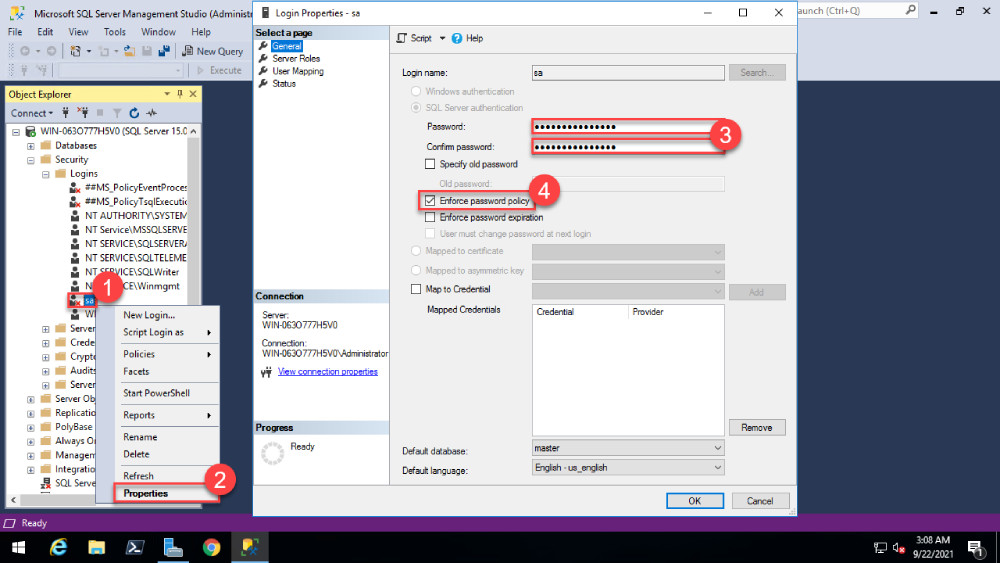 Microsoft SQL Server Management Studio (Administra
Login Properties - sa
aunch (Ctrl+Q)
File Edit View Tools Window Help
New Query
Execute
Object Explorer
Connect
WIN-063O777H5V0 (SQL Server 15.0
Databases
Security
Logins
##MS_PolicyEventProces
##MS_PolicyTsqlExecution
NT AUTHORITY\SYSTEM
NT Service\MSSQLSERVE
NT SERVICE\SQLSERVERA
NT SERVICE\SQLTELEME
NT SERVICE\SQLWriter
NT SERVICE\Winmgmt
1
sa
WI
Server
Crede
Crypto
Audits
Server
Server Ob
Replication
PolyBase
Always On
Managem
Integration
SQL Serve
New Login...
Script Login as
Policies
Facets
Start PowerShell
Reports
Rename
Delete
Refresh
2
Properties
Select a page
General
Server Roles
User Mapping
Status
Connection
Server:
WIN-063O777H5V0
Connection:
WIN-063O777H5V0\Administrator
View connection properties
Progress
Ready
Script Help
Login name: sa Search...
Windows authentication
SQL Server authentication
Password: ●●●●●●●●●●●●●●●
3
Confirm password: ●●●●●●●●●●●●●●●
Specify old password
Old password:
4
Enforce password policy
Enforce password expiration
User must change password at next login
Mapped to certificate
Mapped to asymmetric key
Map to Credential Add
Mapped Credentials Credential Provider
Remove
Default database: master
Default language: English - us_english
OK Cancel
Ready
3:08 AM
9/22/2021
1